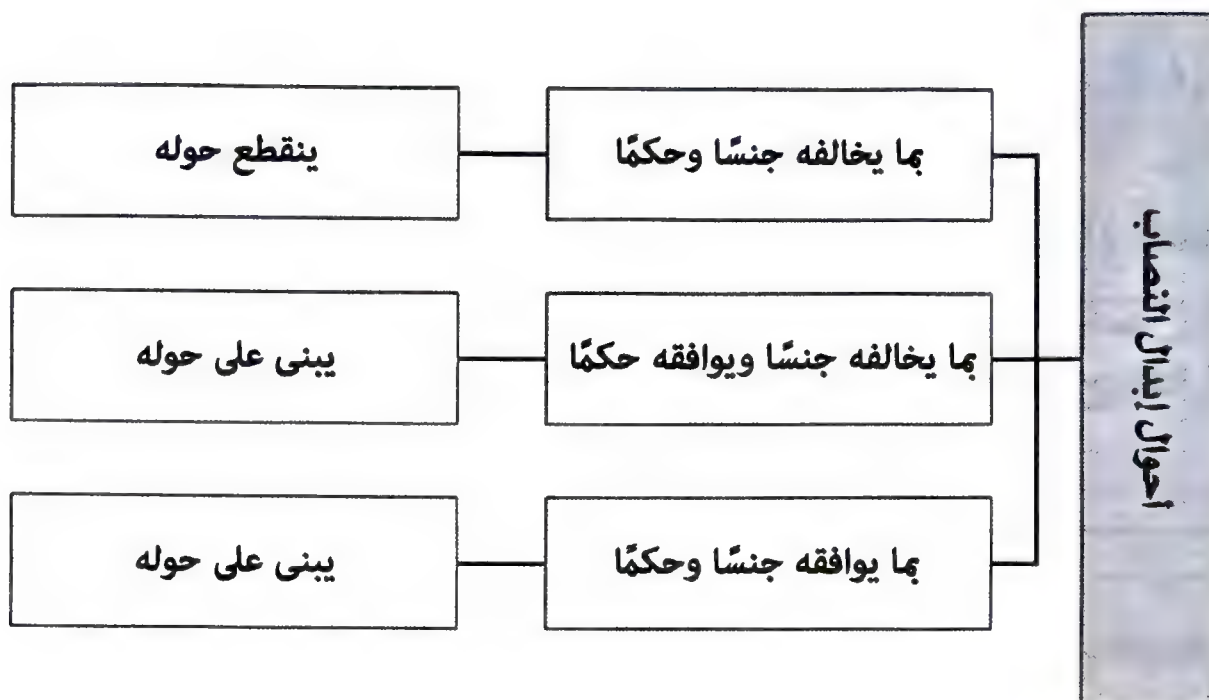 أحوال إبدال النصاب
بما يخالفه جنسًا وحكمًا
ينقطع حوله
بما يخالفه جنسًا ويوافقه حكمًا
يبنى على حوله
بما يوافقه جنسًا وحكمًا
يبنى على حوله